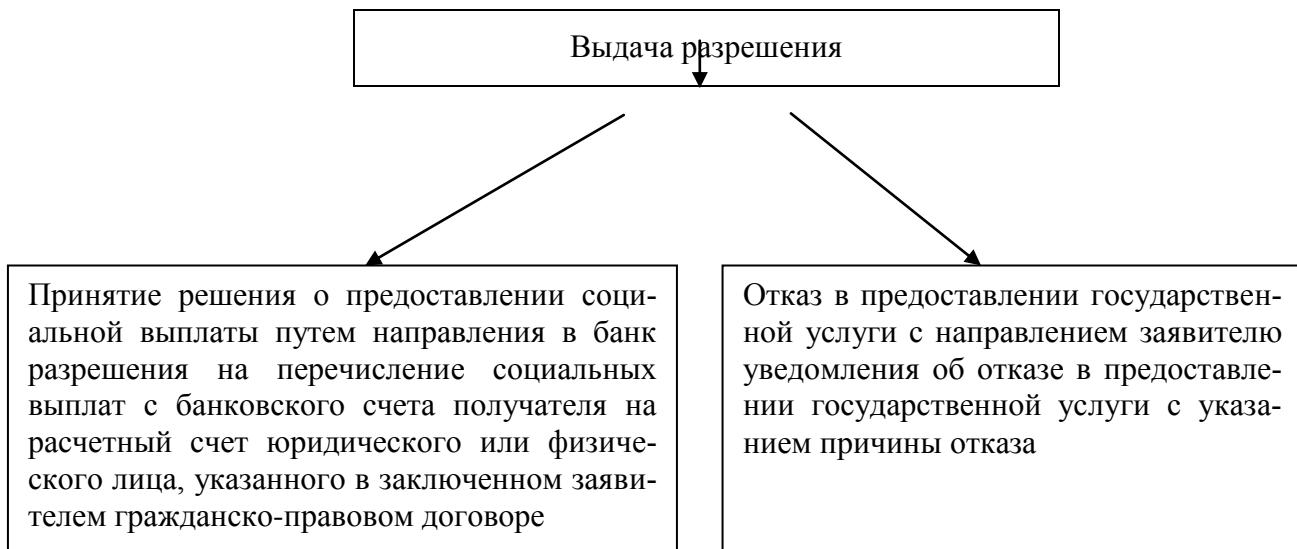 Выдача разрешения
Принятие решения о предоставлении соци-
альной выплаты путем направления в банк
разрешения на перечисление социальных
выплат с банковского счета получателя на
расчетный счет юридического или физиче-
ского лица, указанного в заключенном заяви-
телем гражданско-правовом договоре
Отказ в предоставлении государствен-
ной услуги с направлением заявителю
уведомления об отказе в предоставле-
нии государственной услуги с указа-
нием причины отказа